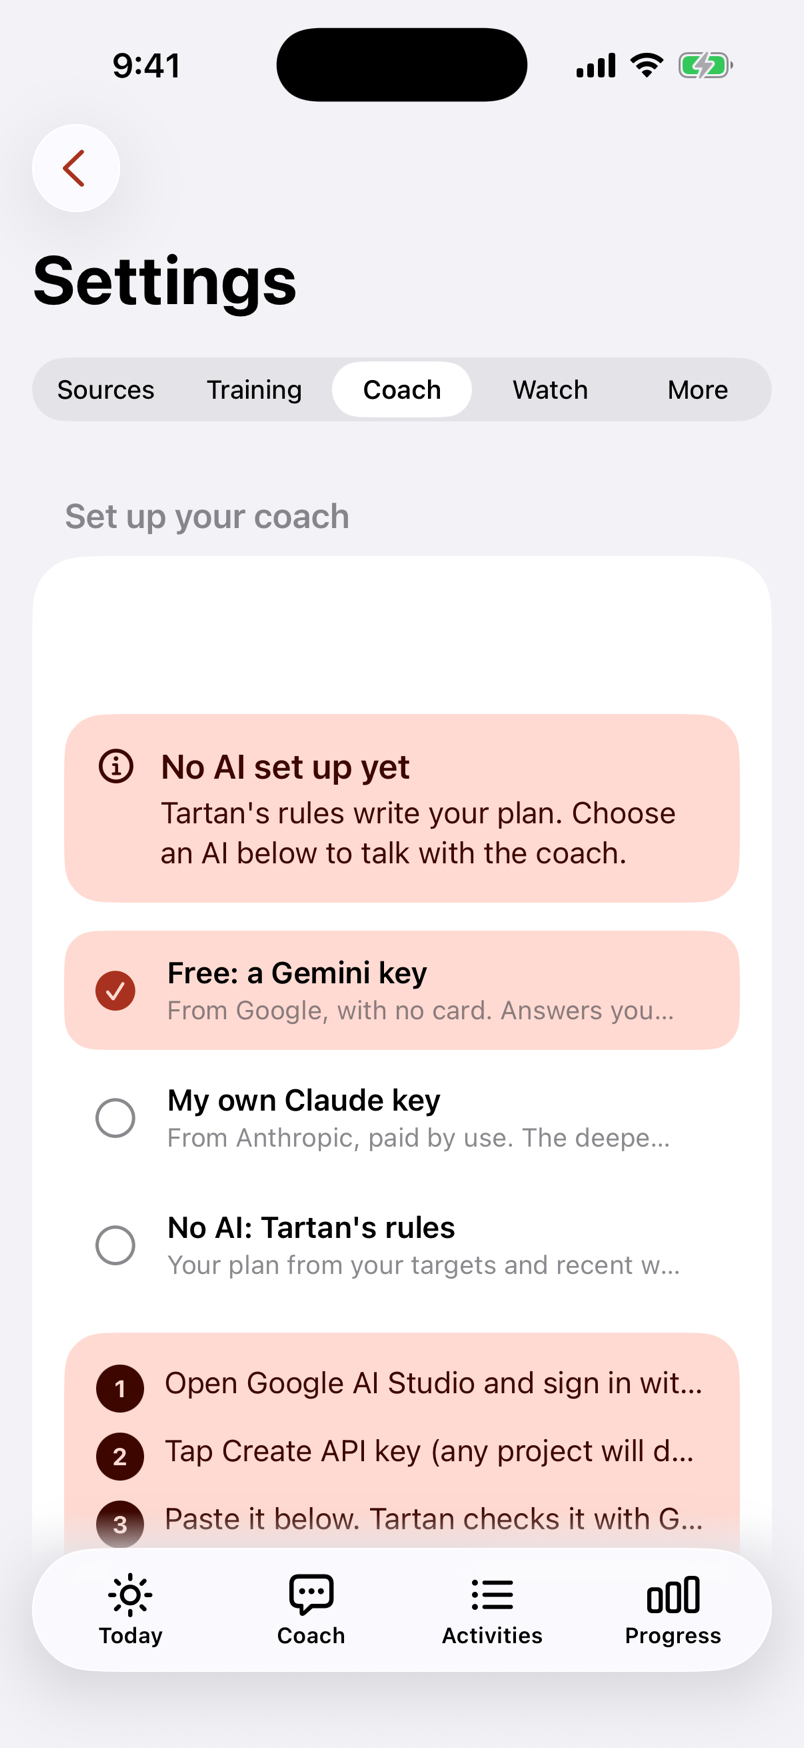 9:41
Settings
Sources Training Coach Watch More
Set up your coach
No AI set up yet
Tartan's rules write your plan. Choose
an AI below to talk with the coach.
Free: a Gemini key
From Google, with no card. Answers you...
My own Claude key
From Anthropic, paid by use. The deepe...
No AI: Tartan's rules
Your plan from your targets and recent w...
1 Open Google AI Studio and sign in wit...
2 Tap Create API key (any project will d...
3 Paste it below. Tartan checks it with G...
Today Coach Activities Progress